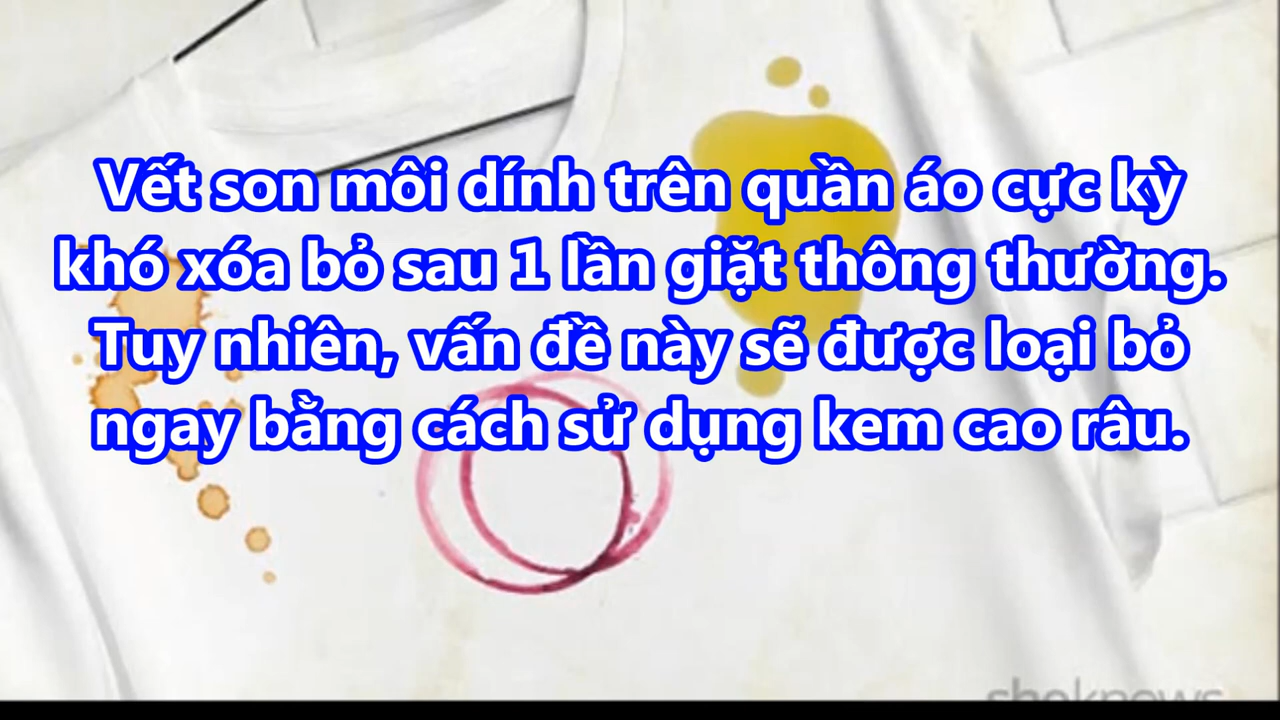 Vết son môi dính trên quần áo cực kỳ
khó xóa bỏ sau 1 lần giặt thông thường.
Tuy nhiên, vấn đề này sẽ được loại bỏ
ngay bằng cách sử dụng kem cao râu.
sheknows